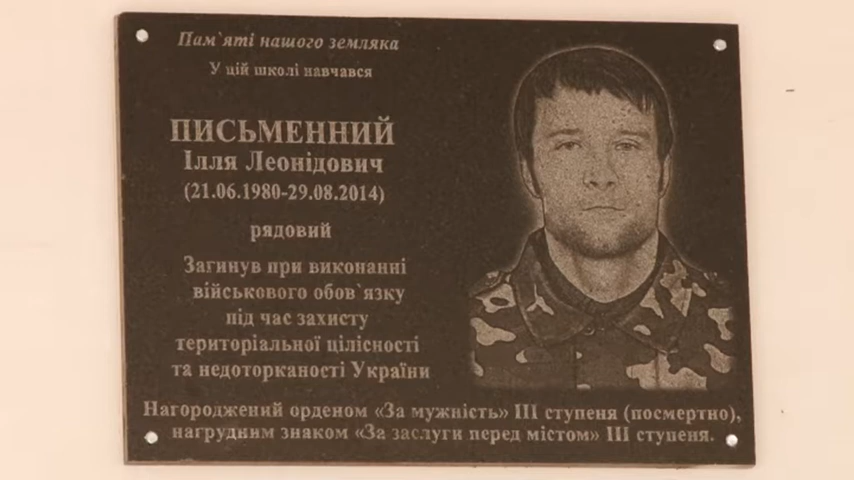 Пам`яті нашого земляка
У цій школі навчався
ПИСЬМЕННИЙ
Ілля Леонідович
(21.06.1980-29.08.2014)
рядовий
Загинув при виконанні
військового обов`язку
під час захисту
територіальної цілісності
та недоторканості України
Нагороджений орденом «За мужність» ІІІ ступеня (посмертно),
нагрудним знаком «За заслуги перед містом» ІІІ ступеня.